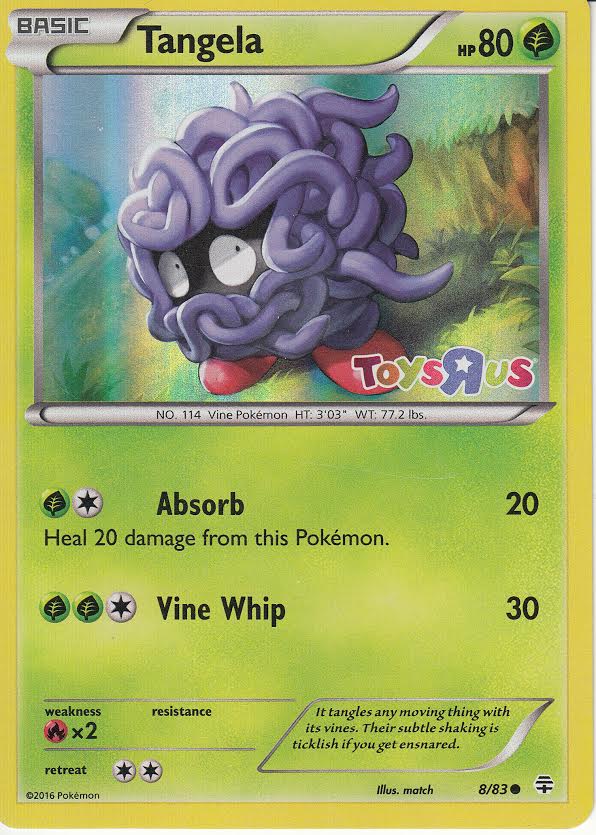 BASIC
Tangela
HP 80
Toys R Us
NO. 114 Vine Pokémon HT: 3'03" WT: 77.2 lbs.
Absorb 20
Heal 20 damage from this Pokémon.
Vine Whip 30
weakness resistance
×2
retreat
It tangles any moving thing with
its vines. Their subtle shaking is
ticklish if you get ensnared.
©2016 Pokémon Illus. match 8/83